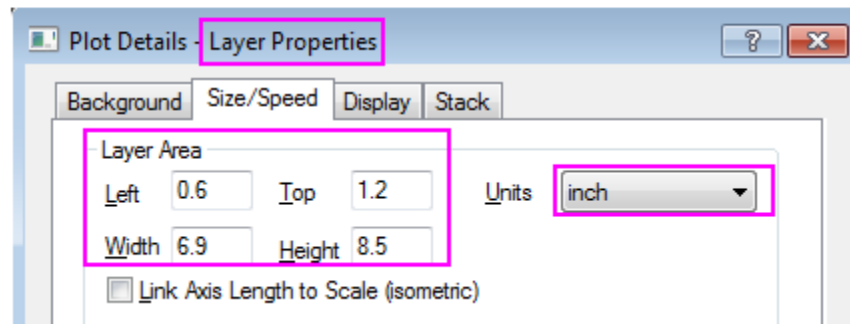 Plot Details - Layer Properties
Background Size/Speed Display Stack
Layer Area
Left 0.6 Top 1.2 Units inch
Width 6.9 Height 8.5
Link Axis Length to Scale (isometric)